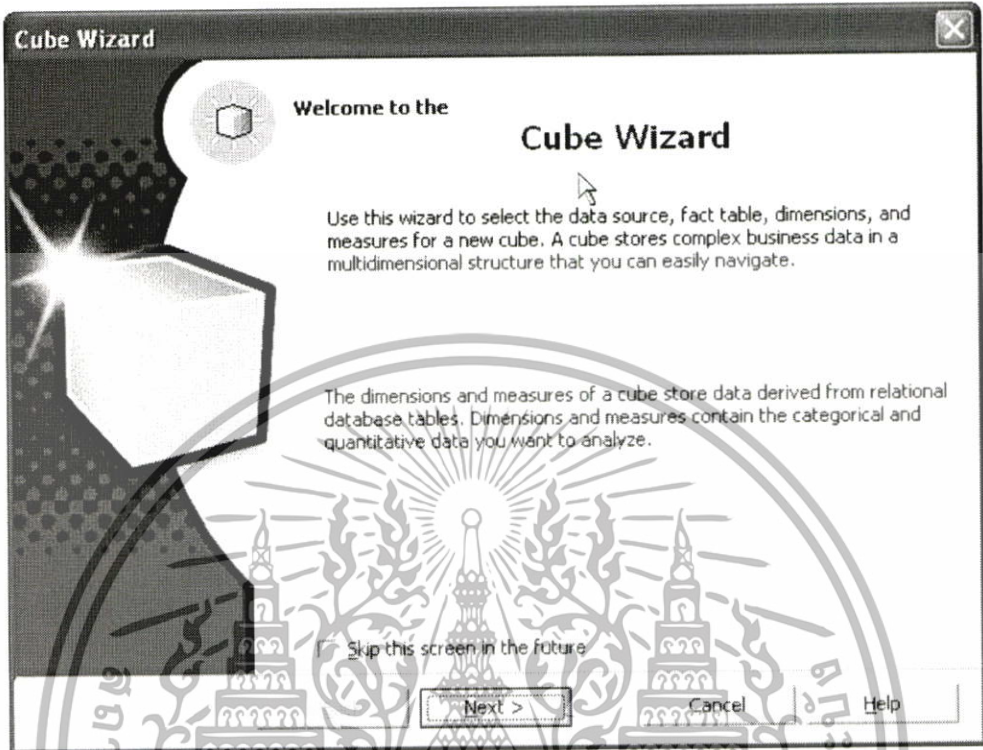 Cube Wizard
Welcome to the
Cube Wizard
Use this wizard to select the data source, fact table, dimensions, and
measures for a new cube. A cube stores complex business data in a
multidimensional structure that you can easily navigate.
The dimensions and measures of a cube store data derived from relational
database tables. Dimensions and measures contain the categorical and
quantitative data you want to analyze.
Skip this screen in the future
Next > Cancel Help